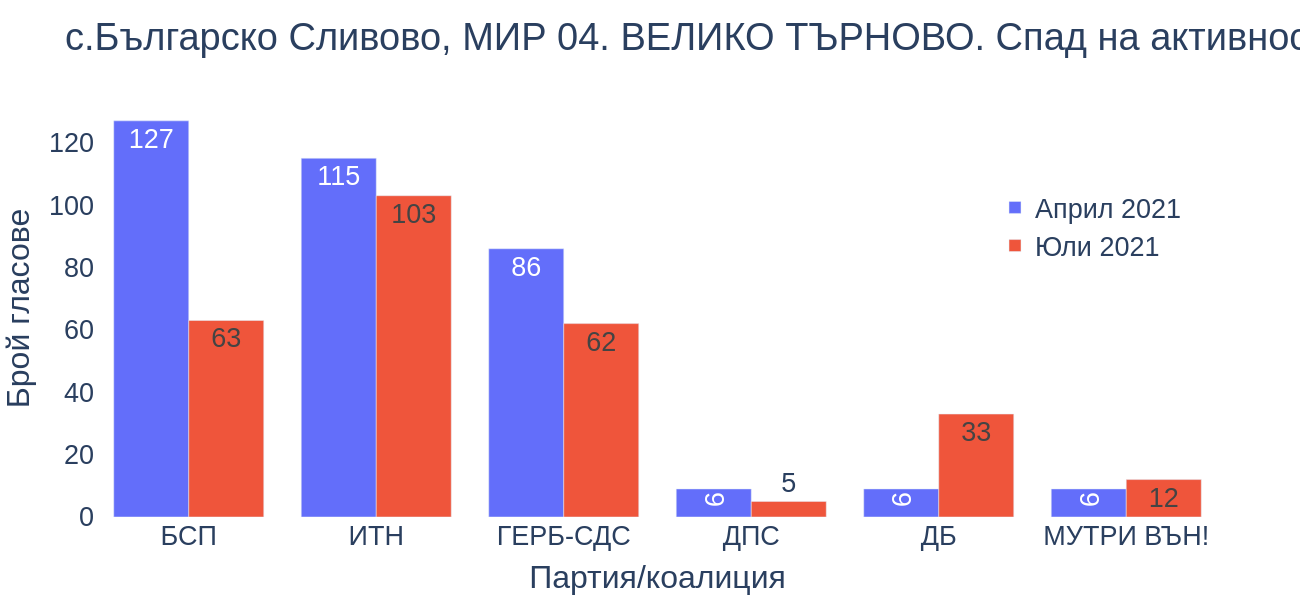 с.Българско Сливово, МИР 04. ВЕЛИКО ТЪРНОВО. Спад на активнос
Брой гласове
120
100
80
60
40
20
0
127
63
115
103
86
62
9
5
9
33
9
12
Април 2021
Юли 2021
БСП
ИТН
ГЕРБ-СДС
ДПС
ДБ
МУТРИ ВЪН!
Партия/коалиция